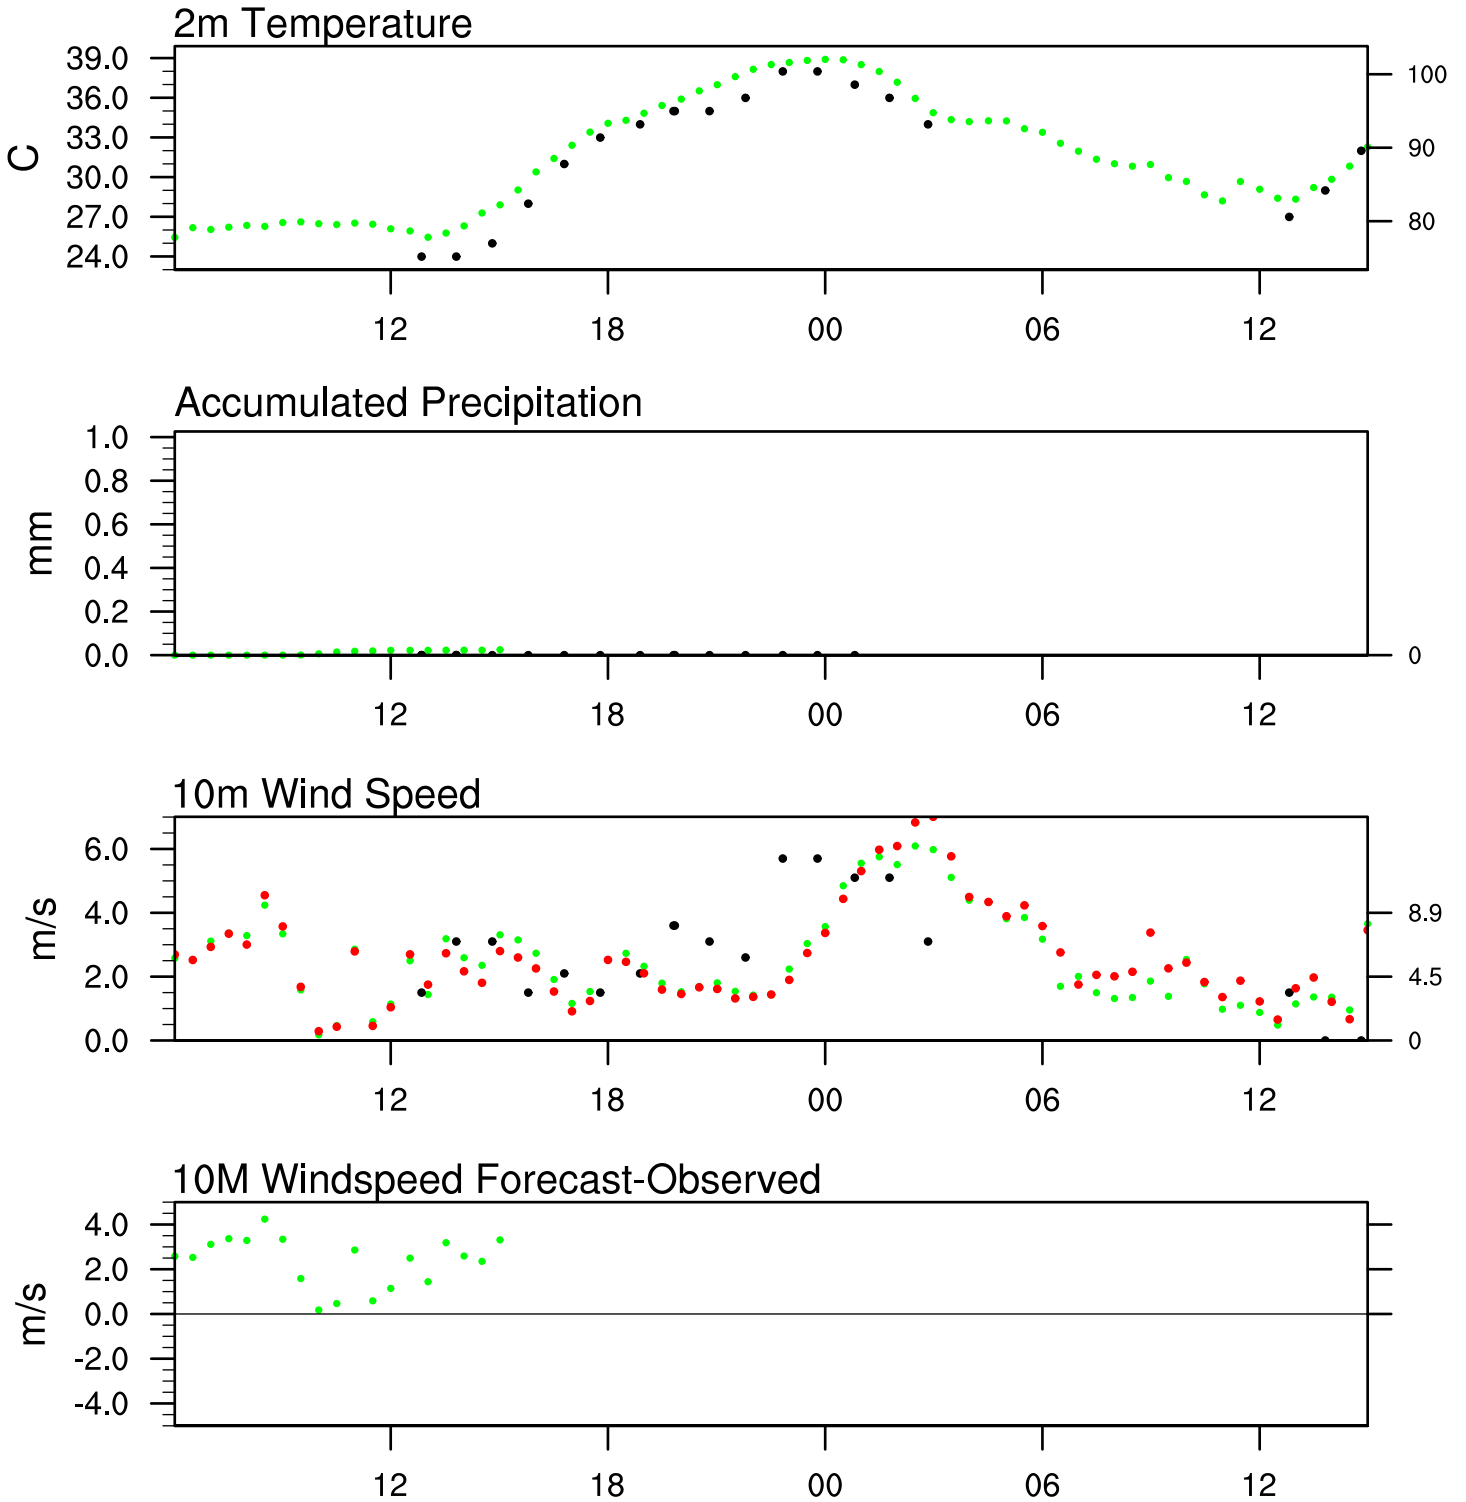 2m Temperature
C
39.0
36.0
33.0
30.0
27.0
24.0
100
90
80
12 18 00 06 12
Accumulated Precipitation
mm
1.0
0.8
0.6
0.4
0.2
0.0
0
12 18 00 06 12
10m Wind Speed
m/s
6.0
4.0
2.0
0.0
8.9
4.5
0
12 18 00 06 12
10M Windspeed Forecast-Observed
m/s
4.0
2.0
0.0
-2.0
-4.0
12 18 00 06 12